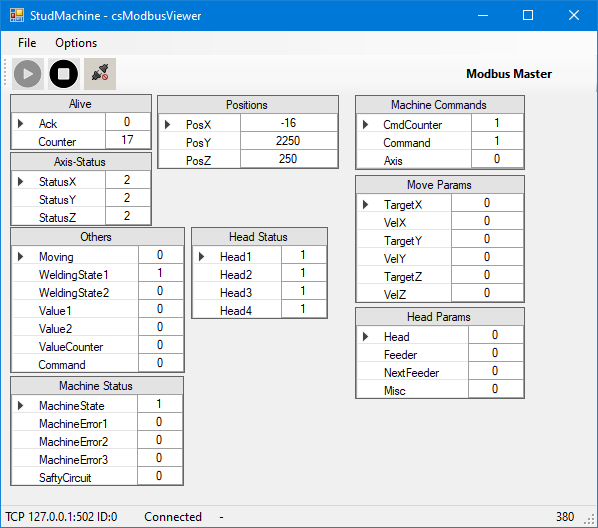 StudMachine - csModbusViewer
File Options
Modbus Master
Alive
Ack 0
Counter 17
Axis-Status
StatusX 2
StatusY 2
StatusZ 2
Positions
PosX -16
PosY 2250
PosZ 250
Others
Moving 0
WeldingState1 1
WeldingState2 0
Value1 0
Value2 0
ValueCounter 0
Command 0
Head Status
Head1 1
Head2 1
Head3 1
Head4 1
Machine Status
MachineState 1
MachineError1 0
MachineError2 0
MachineError3 0
SaftyCircuit 0
Machine Commands
CmdCounter 1
Command 1
Axis 0
Move Params
TargetX 0
VelX 0
TargetY 0
VelY 0
TargetZ 0
VelZ 0
Head Params
Head 0
Feeder 0
NextFeeder 0
Misc 0
TCP 127.0.0.1:502 ID:0 Connected - 380